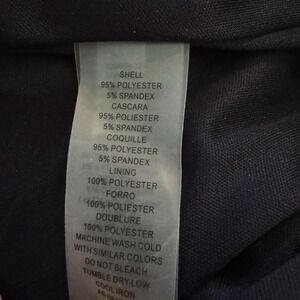 SHELL
95% POLYESTER
5% SPANDEX
CASCARA
95% POLIESTER
5% SPANDEX
COQUILLE
95% POLYESTER
5% SPANDEX
LINING
100% POLYESTER
FORRO
100% POLIESTER
DOUBLURE
100% POLYESTER
MACHINE WASH COLD
WITH SIMILAR COLORS
DO NOT BLEACH
TUMBLE DRY LOW
COOL IRON